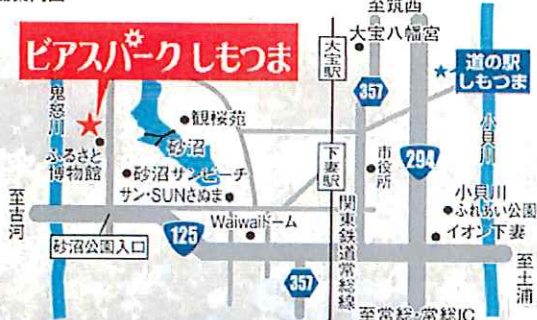 至筑西
ビアスパークしもつま
大宝八幡宮
大宝駅
道の駅
しもつま
357
鬼怒川
観桜苑
砂沼
小貝川
ふるさと
博物館
砂沼サンビーチ
サン・SUNさぬま
下妻駅
市役所
294
至古河
小貝川
ふれあい公園
イオン下妻
Waiwaiドーム
砂沼公園入口
125
関東鉄道常総線
357
至土浦
至常総・常総IC